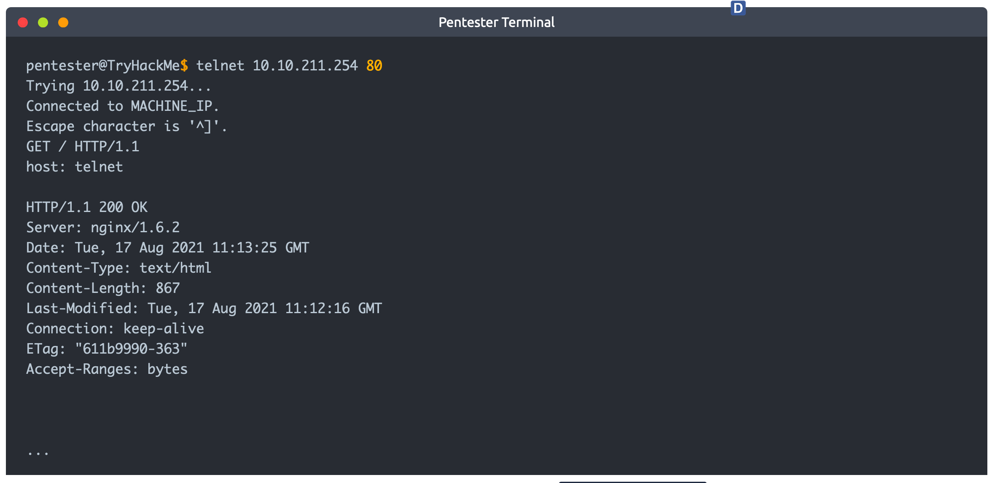 D
Pentester Terminal
pentester@TryHackMe$ telnet 10.10.211.254 80
Trying 10.10.211.254...
Connected to MACHINE_IP.
Escape character is '^]'.
GET / HTTP/1.1
host: telnet
HTTP/1.1 200 OK
Server: nginx/1.6.2
Date: Tue, 17 Aug 2021 11:13:25 GMT
Content-Type: text/html
Content-Length: 867
Last-Modified: Tue, 17 Aug 2021 11:12:16 GMT
Connection: keep-alive
ETag: "611b9990-363"
Accept-Ranges: bytes
...